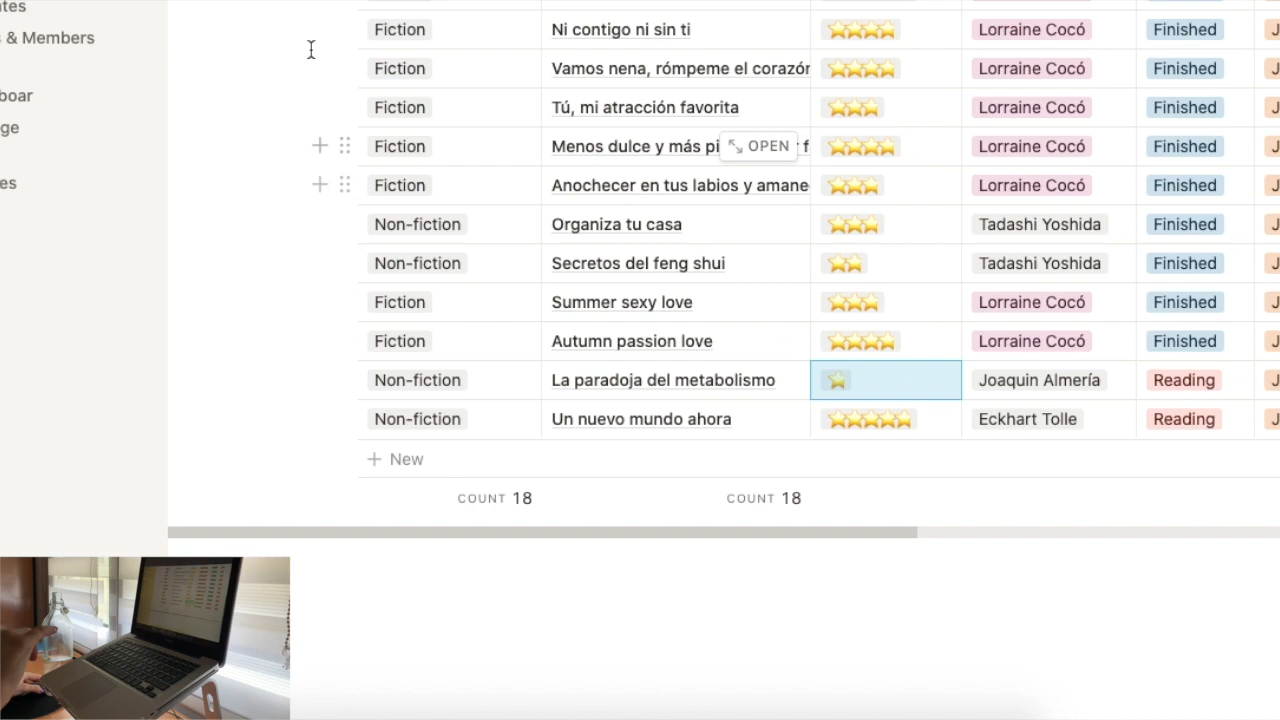 ates
s & Members
boar
ge
es
Fiction Ni contigo ni sin ti Lorraine Cocó Finished J
Fiction Vamos nena, rómpeme el corazón Lorraine Cocó Finished J
Fiction Tú, mi atracción favorita Lorraine Cocó Finished J
Fiction Menos dulce y más pi OPEN f Lorraine Cocó Finished J
Fiction Anochecer en tus labios y amane Lorraine Cocó Finished J
Non-fiction Organiza tu casa Tadashi Yoshida Finished J
Non-fiction Secretos del feng shui Tadashi Yoshida Finished J
Fiction Summer sexy love Lorraine Cocó Finished J
Fiction Autumn passion love Lorraine Cocó Finished J
Non-fiction La paradoja del metabolismo Joaquin Almería Reading J
Non-fiction Un nuevo mundo ahora Eckhart Tolle Reading J
+ New
COUNT 18 COUNT 18